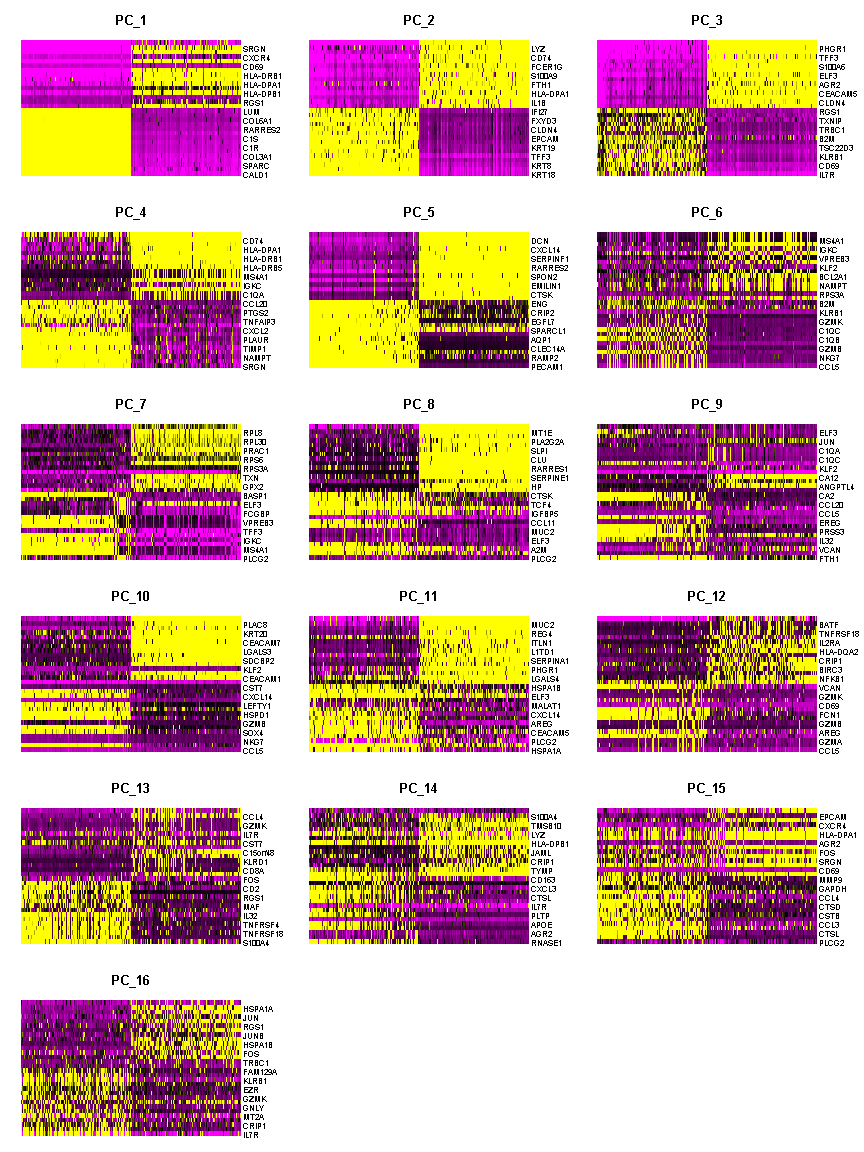 PC_1
SRGN
CXCR4
CD69
HLA-DRB1
HLA-DPA1
HLA-DPB1
RGS1
LUM
COL6A1
RARRES2
C1S
C1R
COL3A1
SPARC
CALD1
PC_2
LYZ
CD74
FCER1G
S100A9
FTH1
HLA-DPA1
IL1B
IFI27
FXYD3
CLDN4
EPCAM
KRT19
TFF3
KRT8
KRT18
PC_3
PHGR1
TFF3
S100A6
ELF3
AGR2
CEACAM5
CLDN4
RGS1
TXNIP
TRBC1
B2M
TSC22D3
KLRB1
CD69
IL7R
PC_4
CD74
HLA-DPA1
HLA-DRB1
HLA-DRB5
MS4A1
IGKC
C1QA
CCL20
PTGS2
TNFAIP3
CXCL2
PLAUR
TIMP1
NAMPT
SRGN
PC_5
DCN
CXCL14
SERPINF1
RARRES2
SPON2
EMILIN1
CTSK
ENG
CRIP2
EGFL7
SPARCL1
AQP1
CLEC14A
RAMP2
PECAM1
PC_6
MS4A1
IGKC
VPREB3
KLF2
BCL2A1
NAMPT
RPS3A
B2M
KLRB1
GZMK
C1QC
C1QB
GZMB
NKG7
CCL5
PC_7
RPL8
RPL30
PRAC1
RPS6
RPS3A
TXN
GPX2
BASP1
ELF3
FCGBP
VPREB3
TFF3
IGKC
MS4A1
PLCG2
PC_8
MT1E
PLA2G2A
SLPI
CLU
RARRES1
SERPINE1
HP
CTSK
TCF4
IGFBP5
CCL11
MUC2
ELF3
A2M
PLCG2
PC_9
ELF3
JUN
C1QA
C1QC
KLF2
CA12
ANGPTL4
CA2
CCL20
CCL5
EREG
PRSS3
IL32
VCAN
FTH1
PC_10
PLAC8
KRT20
CEACAM7
LGALS3
SDCBP2
KLF2
CEACAM1
CST7
CXCL14
LEFTY1
HSPD1
GZMB
SOX4
NKG7
CCL5
PC_11
MUC2
REG4
ITLN1
L1TD1
SERPINA1
PHGR1
LGALS4
HSPA1B
ELF3
MALAT1
CXCL14
AREG
CEACAM5
PLCG2
HSPA1A
PC_12
BATF
TNFRSF18
IL2RA
HLA-DQA2
CRIP1
BIRC3
NFKB1
VCAN
GZMK
CD69
FCN1
GZMB
AREG
GZMA
CCL5
PC_13
CCL4
GZMK
IL7R
CST7
C15orf48
KLRD1
CD8A
FOS
CD2
RGS1
MAF
IL32
TNFRSF4
TNFRSF18
S100A4
PC_14
S100A4
TMSB10
LYZ
HLA-DPB1
JAML
CRIP1
TYMP
CD163
CXCL3
CTSL
IL7R
PLTP
APOE
AGR2
RNASE1
PC_15
EPCAM
CXCR4
HLA-DPA1
AGR2
FOS
SRGN
CD69
MMP9
GAPDH
CCL4
CTSD
CSTB
CCL3
CTSL
PLCG2
PC_16
HSPA1A
JUN
RGS1
JUNB
HSPA1B
FOS
TRBC1
FAM129A
KLRB1
EZR
GZMK
GNLY
MT2A
CRIP1
IL7R